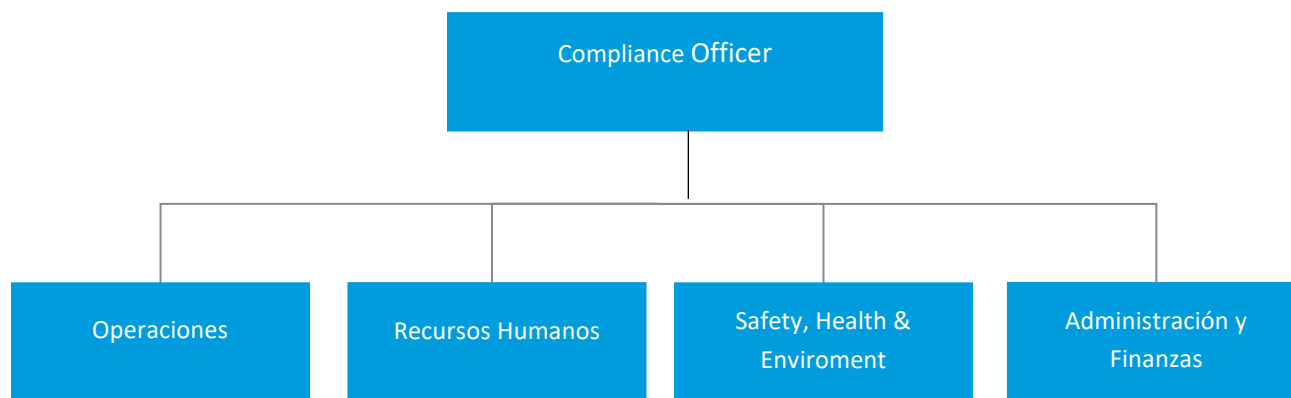 Compliance Officer
Operaciones
Recursos Humanos
Safety, Health &
Enviroment
Administración y
Finanzas